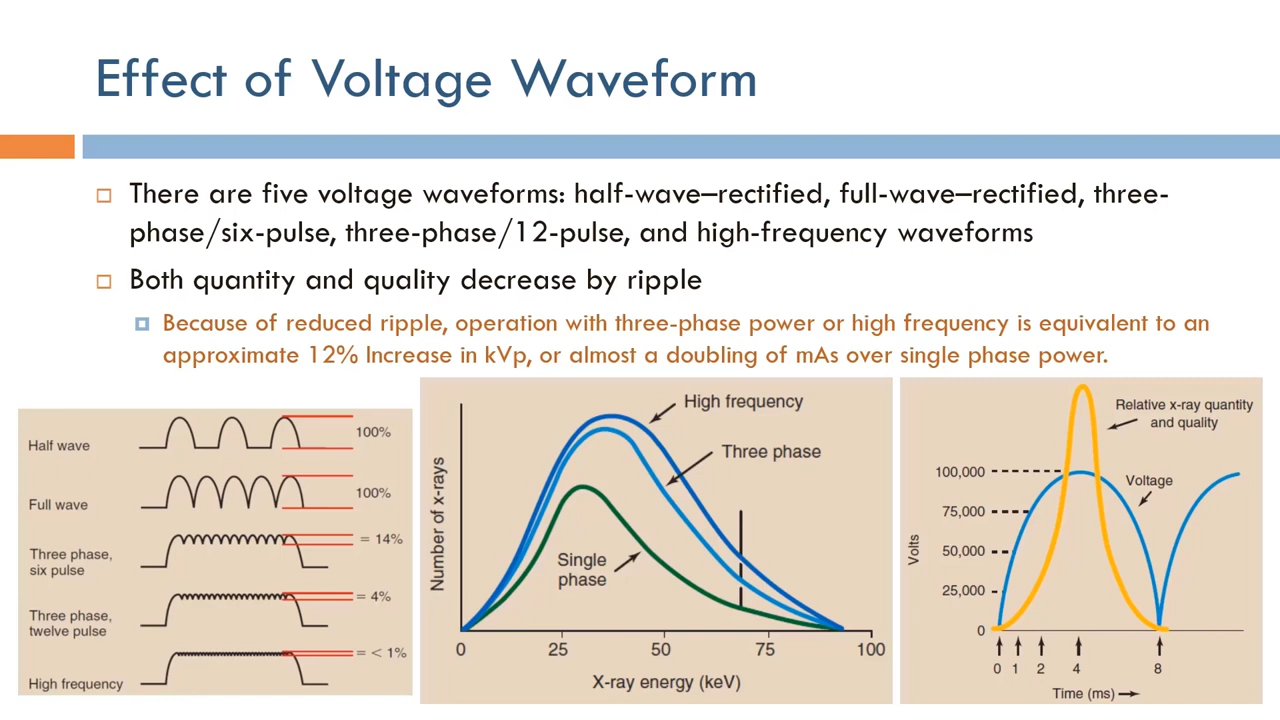 Effect of Voltage Waveform
There are five voltage waveforms: half-wave–rectified, full-wave–rectified, three-
phase/six-pulse, three-phase/12-pulse, and high-frequency waveforms
Both quantity and quality decrease by ripple
Because of reduced ripple, operation with three-phase power or high frequency is equivalent to an
approximate 12% Increase in kVp, or almost a doubling of mAs over single phase power.
Half wave
100%
Full wave
100%
Three phase,
six pulse
= 14%
Three phase,
twelve pulse
= 4%
High frequency
= < 1%
Number of x-rays
High frequency
Three phase
Single
phase
0 25 50 75 100
X-ray energy (keV)
Volts
Relative x-ray quantity
and quality
Voltage
100,000
75,000
50,000
25,000
0
0 1 2 4 8
Time (ms)